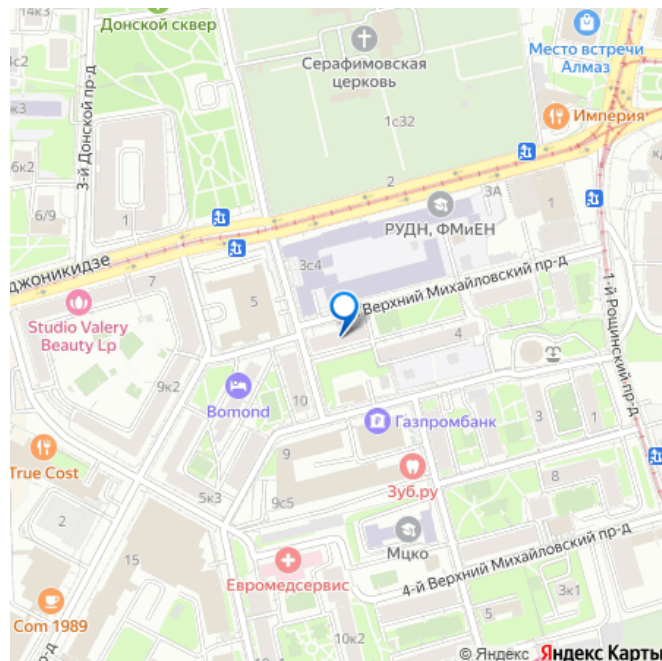 14к3
Донской сквер
4с2
Серафимовская
церковь
Место встречи
Алмаз
к3
3-й Донской пр-д
1с32
Империя
6к2
2
6/9
1
3А
1
РУДН, ФМиЕН
джоникидзе
3с4
7
5
Верхний Михайловский пр-д
1-й Рощинский пр-д
Studio Valery
Beauty Lp
4
9к2
Bomond
10
Газпромбанк
3
1
True Cost
9
Зуб.ру
5к3
9с5
8
2
Мцко
15
Евромедсервис
4-й Верхний Михайловский пр-д
3к1
Com 1989
5
10к2
р-д
© Яндекс Яндекс Карты